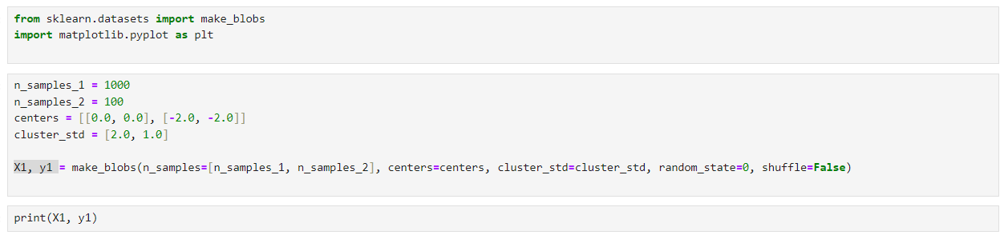 from sklearn.datasets import make_blobs
import matplotlib.pyplot as plt
n_samples_1 = 1000
n_samples_2 = 100
centers = [[0.0, 0.0], [-2.0, -2.0]]
cluster_std = [2.0, 1.0]
X1, y1 = make_blobs(n_samples=[n_samples_1, n_samples_2], centers=centers, cluster_std=cluster_std, random_state=0, shuffle=False)
print(X1, y1)